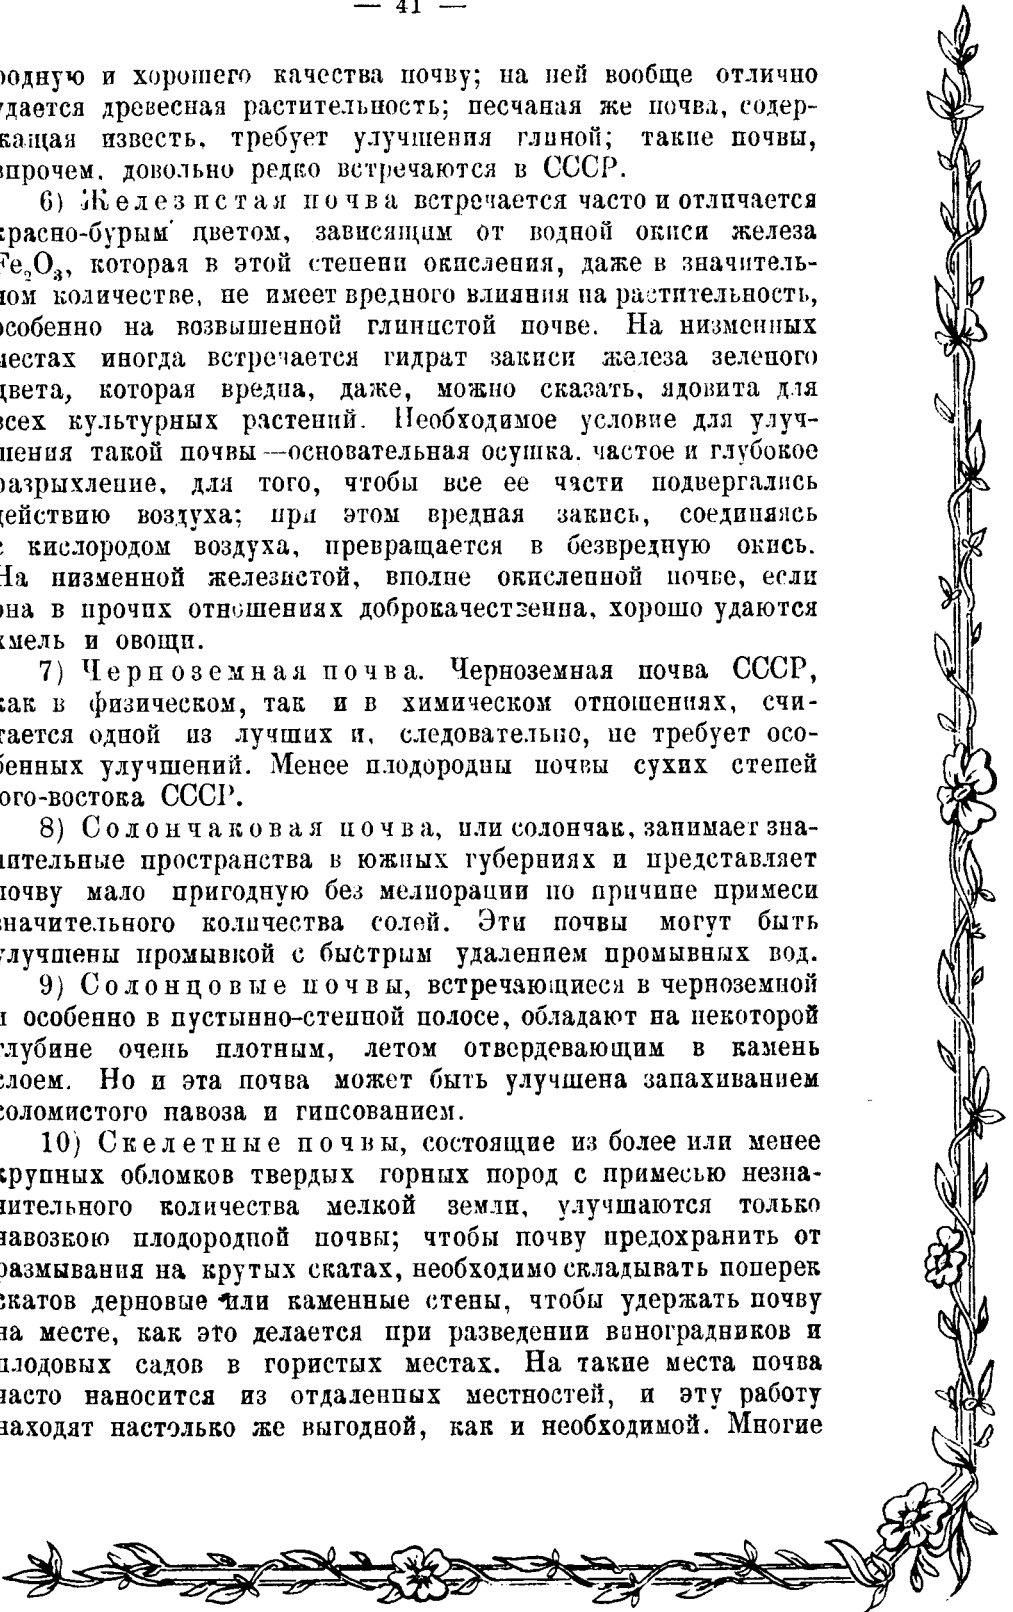 — 41 —
родную и хорошего качества почву; на ней вообще отлично
удается древесная растительность; песчаная же почва, содер-
жащая известь, требует улучшения глиной; такие почвы,
впрочем, довольно редко встречаются в СССР.
6) Железистая почва встречается часто и отличается
красно-бурым цветом, зависящим от водной окиси железа
Fe₂O₃, которая в этой степени окисления, даже в значитель-
ном количестве, не имеет вредного влияния на растительность,
особенно на возвышенной глинистой почве. На низменных
местах иногда встречается гидрат закиси железа зеленого
цвета, которая вредна, даже, можно сказать, ядовита для
всех культурных растений. Необходимое условие для улуч-
шения такой почвы—основательная осушка, частое и глубокое
разрыхление, для того, чтобы все ее части подвергались
действию воздуха; при этом вредная закись, соединяясь
с кислородом воздуха, превращается в безвредную окись.
На низменной железистой, вполне окисленной почве, если
она в прочих отношениях доброкачественна, хорошо удаются
хмель и овощи.
7) Черноземная почва. Черноземная почва СССР,
как в физическом, так и в химическом отношениях, счи-
тается одной из лучших и, следовательно, не требует осо-
бенных улучшений. Менее плодородны почвы сухих степей
юго-востока СССР.
8) Солончаковая почва, или солончак, занимает зна-
чительные пространства в южных губерниях и представляет
почву мало пригодную без мелиорации по причине примеси
значительного количества солей. Эти почвы могут быть
улучшены промывкой с быстрым удалением промывных вод.
9) Солонцовые почвы, встречающиеся в черноземной
и особенно в пустынно-степной полосе, обладают на некоторой
глубине очень плотным, летом отвердевающим в камень
слоем. Но и эта почва может быть улучшена запахиванием
соломистого навоза и гипсованием.
10) Скелетные почвы, состоящие из более или менее
крупных обломков твердых горных пород с примесью незна-
чительного количества мелкой земли, улучшаются только
навозкою плодородной почвы; чтобы почву предохранить от
размывания на крутых скатах, необходимо складывать поперек
скатов дерновые или каменные стены, чтобы удержать почву
на месте, как это делается при разведении виноградников и
плодовых садов в гористых местах. На такие места почва
часто наносится из отдаленных местностей, и эту работу
находят настолько же выгодной, как и необходимой. Многие